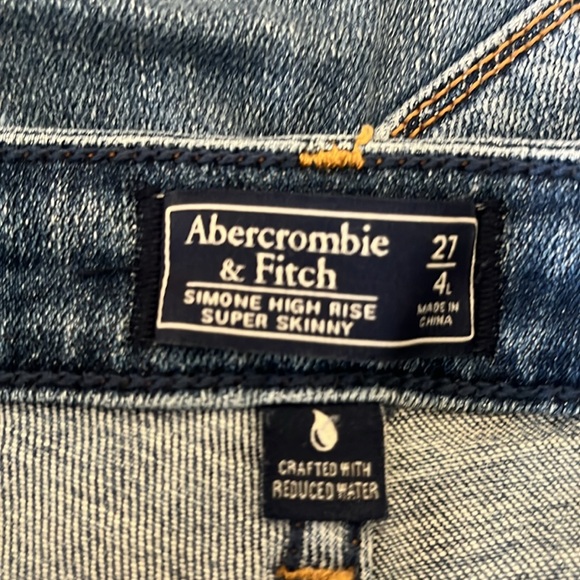 Abercrombie
& Fitch
SIMONE HIGH RISE
SUPER SKINNY
27
4L
MADE IN
CHINA
CRAFTED WITH
REDUCED WATER